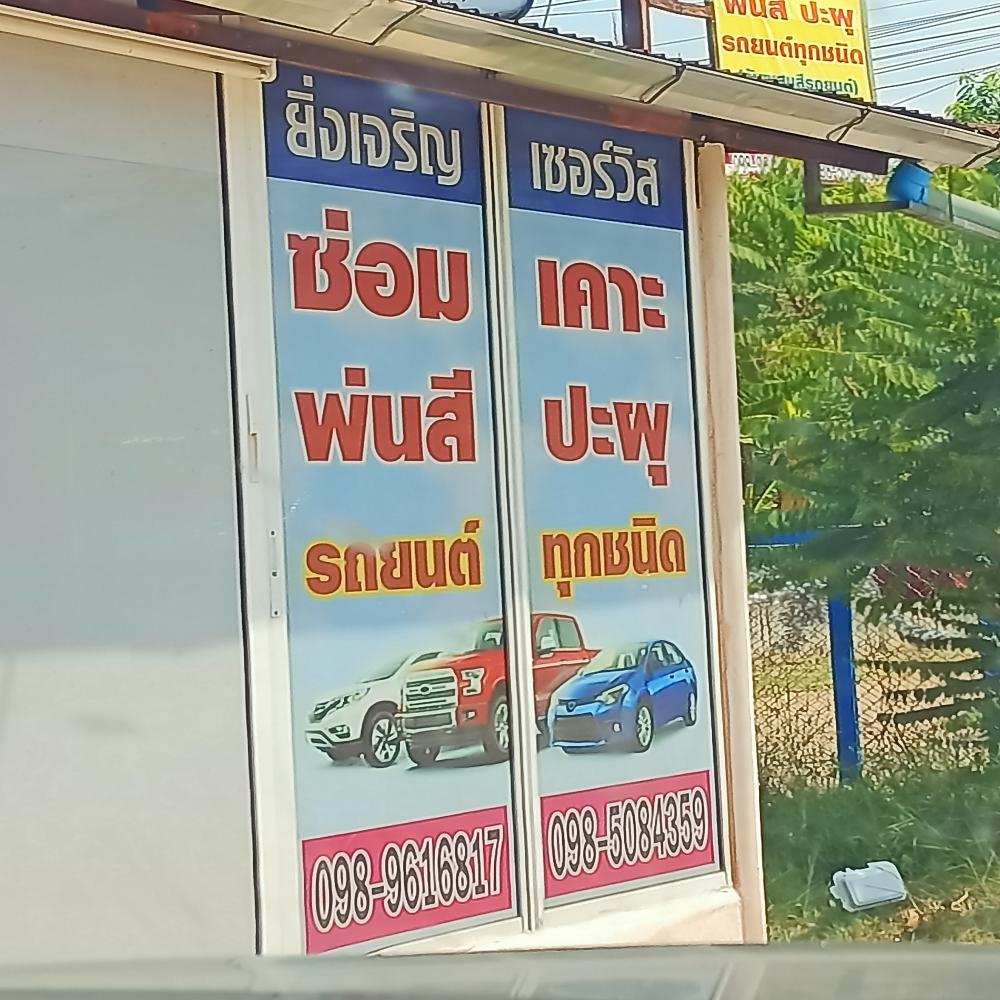 พ่นสี ปะผุ
รถยนต์ทุกชนิด
ยิ่งเจริญ เซอร์วิส
ซ่อม เคาะ
พ่นสี ปะผุ
รถยนต์ ทุกชนิด
098-9616817 098-5084359